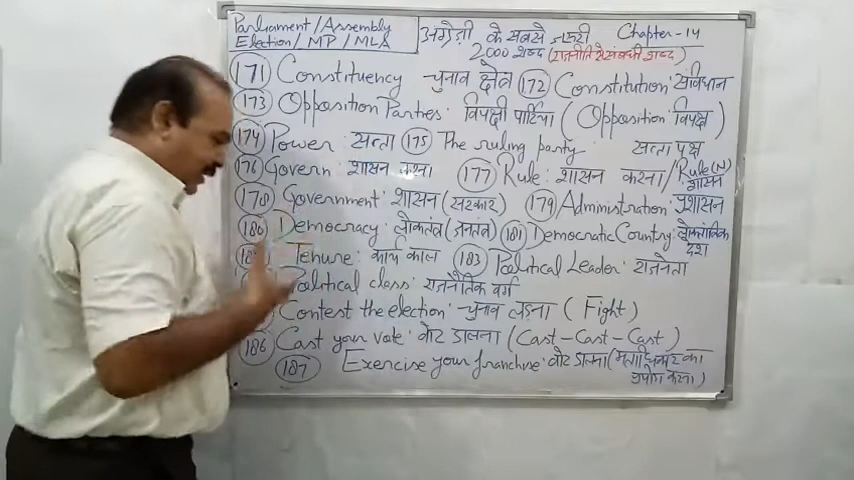 Parliament/Assembly
Election/MP/MLA
अंग्रेज़ी के सबसे ज़रूरी Chapter-14
2000 शब्द (राजनीति से संबंधी शब्द)
171 Constituency चुनाव क्षेत्र 172 Constitution: संविधान
173 Opposition Parties: विपक्षी पार्टियां (Opposition: विपक्ष)
174 Power: सत्ता 175 The ruling party- सत्ता पक्ष
176 Govern: शासन करना 177 Rule: शासन करना/Rule(N) शासन
178 Government: शासन (सरकार) 179 Administration: प्रशासन
180 Democracy: लोकतंत्र (जनतंत्र) 181 Democratic Country: लोकतांत्रिक देश
Tenure: कार्य काल 183 Political Leader: राजनेता
Political class: राजनैतिक वर्ग
Contest the election: चुनाव लड़ना (Fight)
186 Cast your vote: वोट डालना (Cast-Cast-Cast)
187 Exercise your franchise: वोट डालना (मताधिकार का
प्रयोग करना)